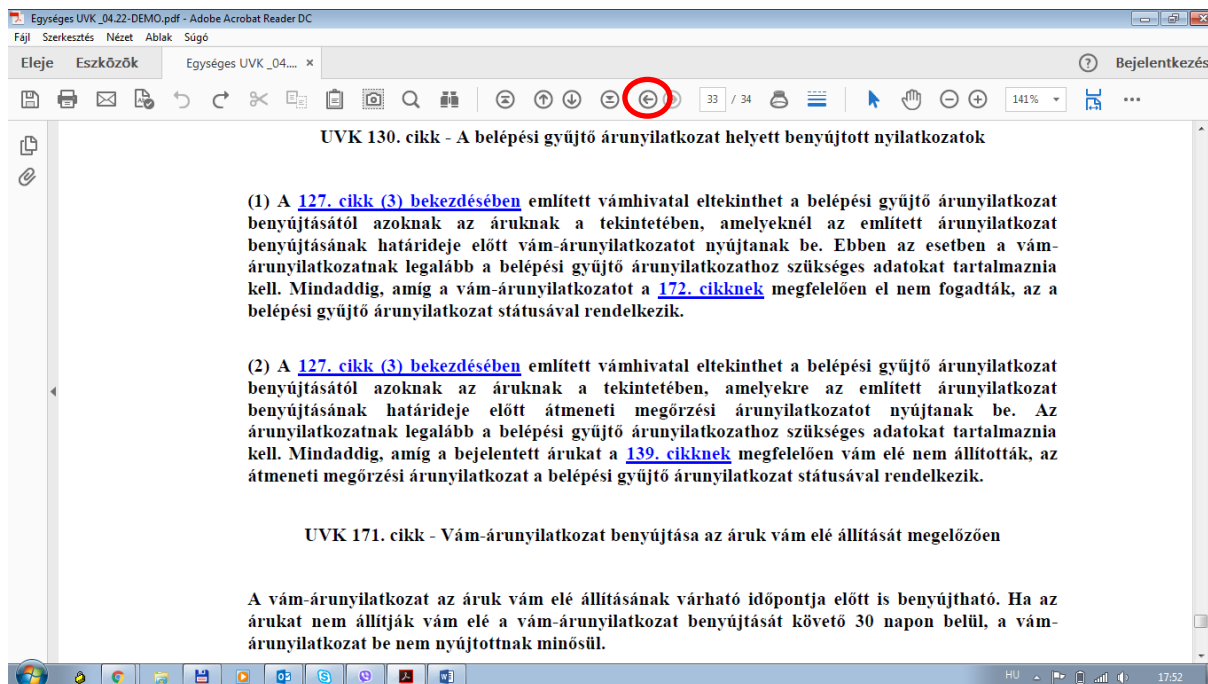 Egységes UVK _04.22-DEMO.pdf - Adobe Acrobat Reader DC
Fájl Szerkesztés Nézet Ablak Súgó
Eleje Eszközök Egységes UVK _04.... × ? Bejelentkezés
33 / 34 141%
UVK 130. cikk - A belépési gyűjtő árunyilatkozat helyett benyújtott nyilatkozatok
(1) A 127. cikk (3) bekezdésében említett vámhivatal eltekinthet a belépési gyűjtő árunyilatkozat
benyújtásától azoknak az áruknak a tekintetében, amelyeknél az említett árunyilatkozat
benyújtásának határideje előtt vám-árunyilatkozatot nyújtanak be. Ebben az esetben a vám-
árunyilatkozatnak legalább a belépési gyűjtő árunyilatkozathoz szükséges adatokat tartalmaznia
kell. Mindaddig, amíg a vám-árunyilatkozatot a 172. cikknek megfelelően el nem fogadták, az a
belépési gyűjtő árunyilatkozat státusával rendelkezik.
(2) A 127. cikk (3) bekezdésében említett vámhivatal eltekinthet a belépési gyűjtő árunyilatkozat
benyújtásától azoknak az áruknak a tekintetében, amelyekre az említett árunyilatkozat
benyújtásának határideje előtt átmeneti megőrzési árunyilatkozatot nyújtanak be. Az
árunyilatkozatnak legalább a belépési gyűjtő árunyilatkozathoz szükséges adatokat tartalmaznia
kell. Mindaddig, amíg a bejelentett árukat a 139. cikknek megfelelően vám elé nem állították, az
átmeneti megőrzési árunyilatkozat a belépési gyűjtő árunyilatkozat státusával rendelkezik.
UVK 171. cikk - Vám-árunyilatkozat benyújtása az áruk vám elé állítását megelőzően
A vám-árunyilatkozat az áruk vám elé állításának várható időpontja előtt is benyújtható. Ha az
árukat nem állítják vám elé a vám-árunyilatkozat benyújtását követő 30 napon belül, a vám-
árunyilatkozat be nem nyújtottnak minősül.
HU 17:52